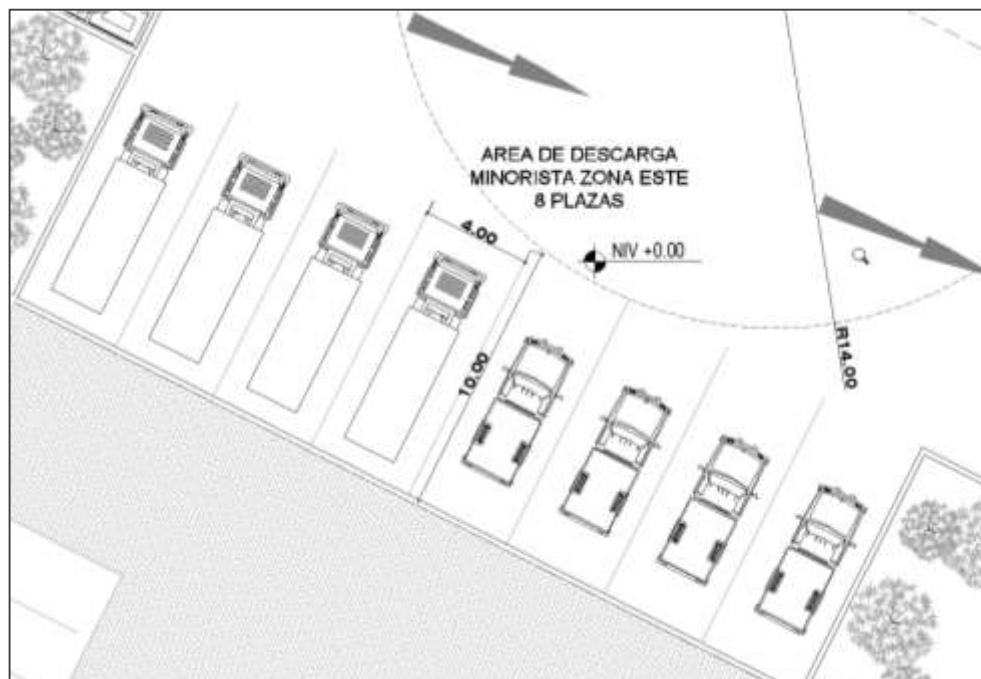 AREA DE DESCARGA
MINORISTA ZONA ESTE
8 PLAZAS
4.00
NIV +0.00
10.00
R14.00